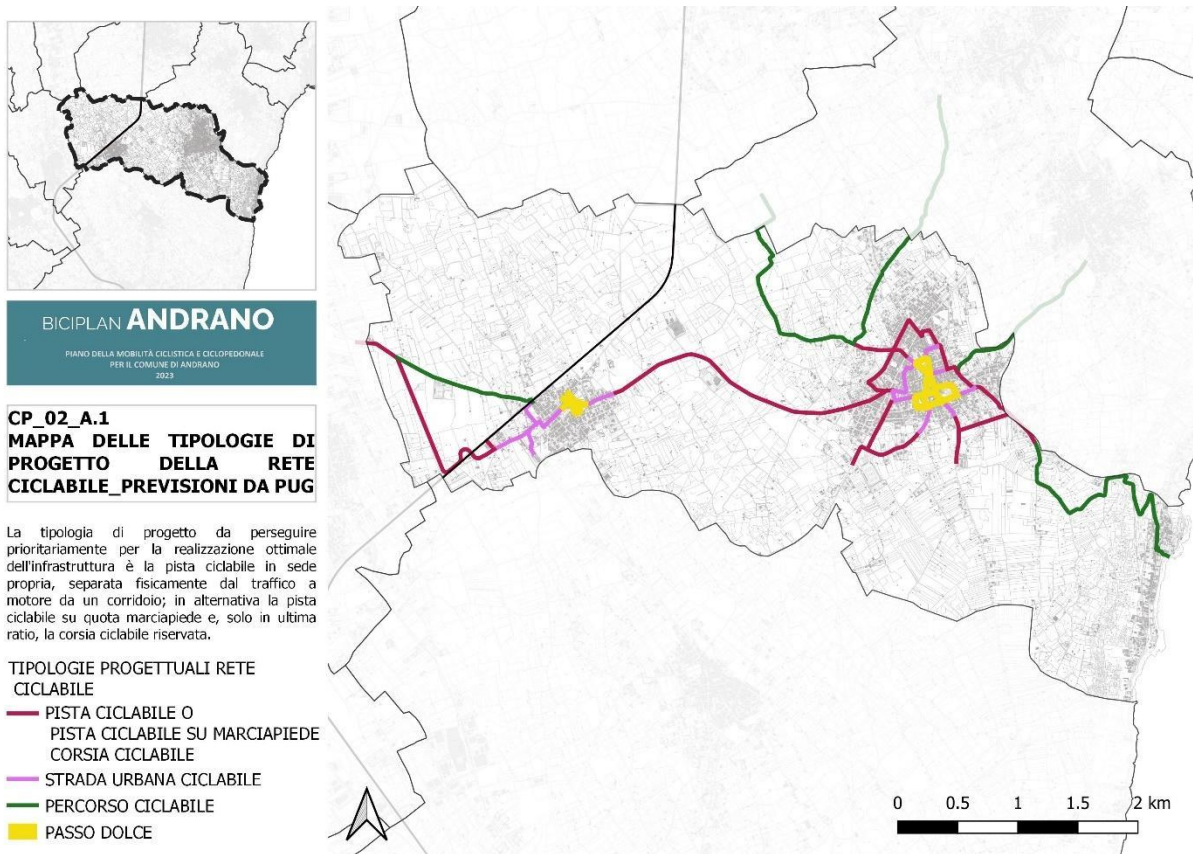 BICIPLAN ANDRANO
PIANO DELLA MOBILITÀ CICLISTICA E CICLOPEDONALE
PER IL COMUNE DI ANDRANO
2023
CP_02_A.1
MAPPA DELLE TIPOLOGIE DI
PROGETTO DELLA RETE
CICLABILE_PREVISIONI DA PUG
La tipologia di progetto da perseguire
prioritariamente per la realizzazione ottimale
dell'infrastruttura è la pista ciclabile in sede
propria, separata fisicamente dal traffico a
motore da un corridoio; in alternativa la pista
ciclabile su quota marciapiede e, solo in ultima
ratio, la corsia ciclabile riservata.
TIPOLOGIE PROGETTUALI RETE
CICLABILE
PISTA CICLABILE O
PISTA CICLABILE SU MARCIAPIEDE
CORSIA CICLABILE
STRADA URBANA CICLABILE
PERCORSO CICLABILE
PASSO DOLCE
0 0.5 1 1.5 2 km